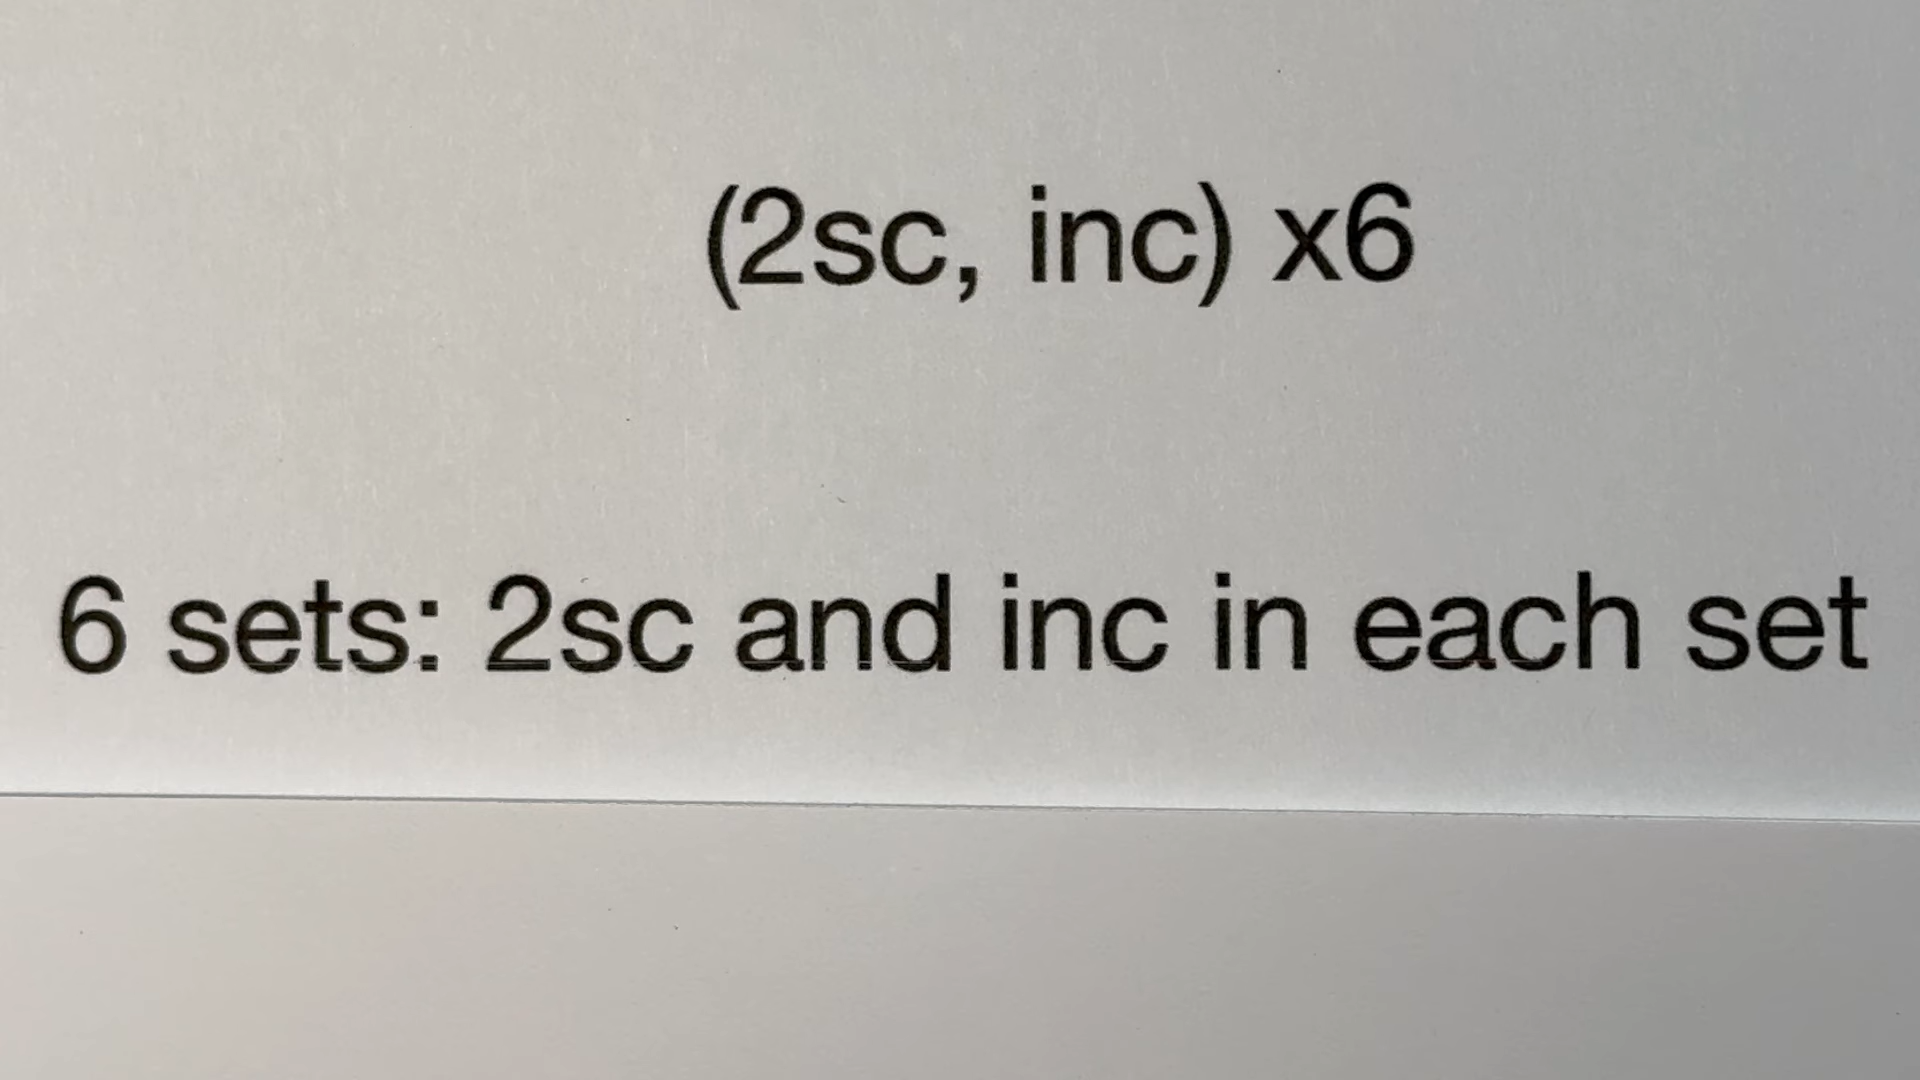 (2sc, inc) x6
6 sets: 2sc and inc in each set